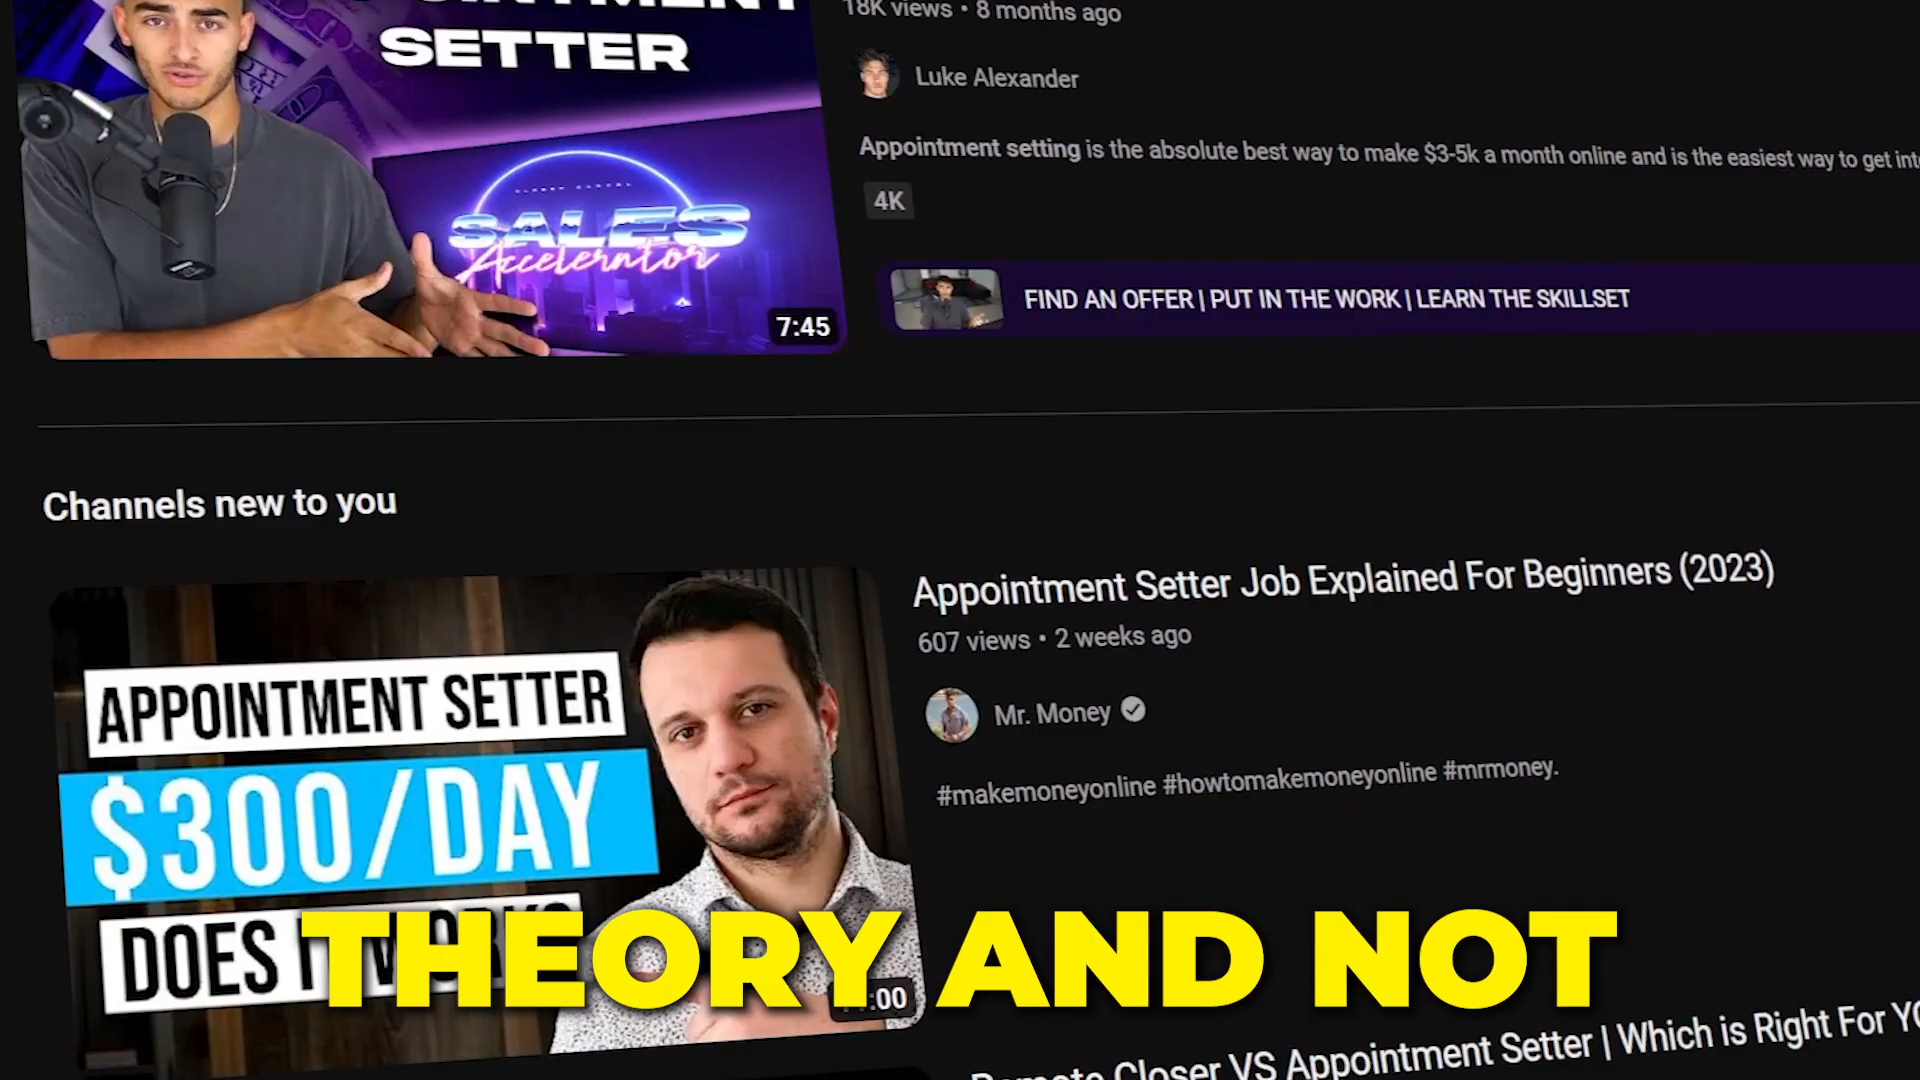 SETTER
SALES
Accelerator
7:45
18K views • 8 months ago
Luke Alexander
Appointment setting is the absolute best way to make $3-5k a month online and is the easiest way to get
4K
FIND AN OFFER | PUT IN THE WORK | LEARN THE SKILLSET
Channels new to you
APPOINTMENT SETTER
$300/DAY
DOES
:00
Appointment Setter Job Explained For Beginners (2023)
607 views • 2 weeks ago
Mr. Money
#makemoneyonline #howtomakemoneyonline #mrmoney.
THEORY AND NOT
Closer VS Appointment Setter | Which is Right For